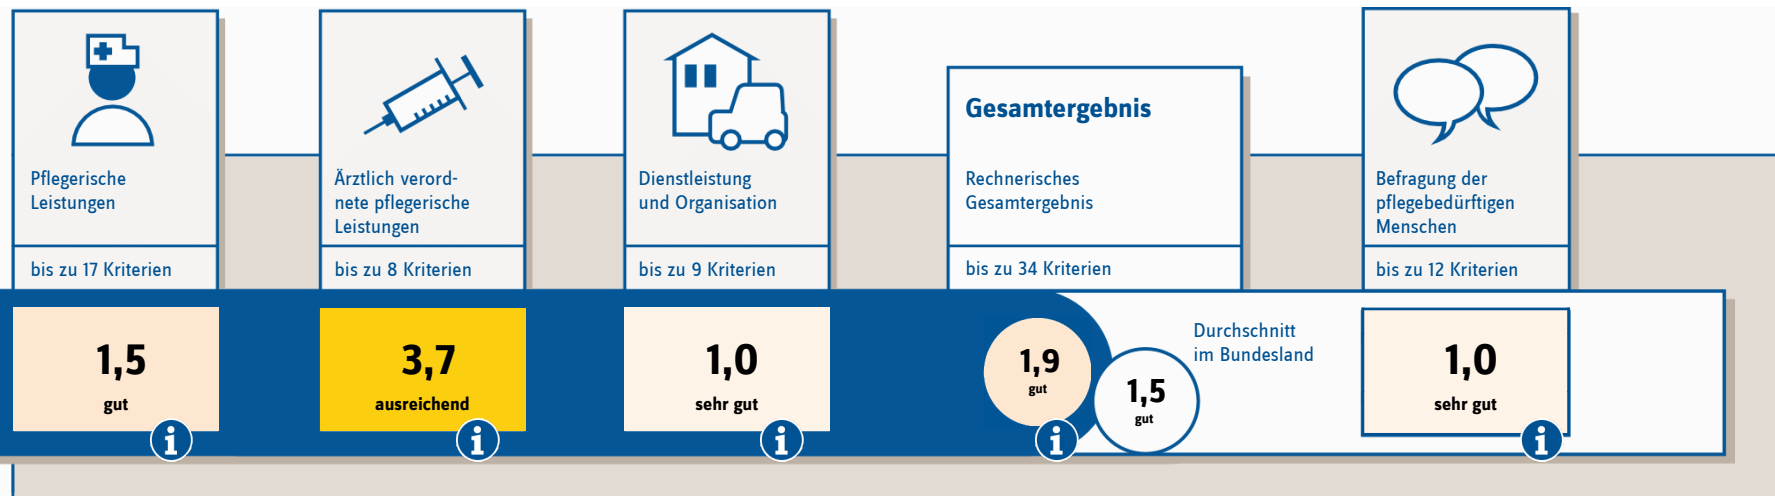 Pflegerische
Leistungen
bis zu 17 Kriterien
1,5
gut
i
Ärztlich verord-
nete pflegerische
Leistungen
bis zu 8 Kriterien
3,7
ausreichend
i
Dienstleistung
und Organisation
bis zu 9 Kriterien
1,0
sehr gut
i
Gesamtergebnis
Rechnerisches
Gesamtergebnis
bis zu 34 Kriterien
1,9
gut
i
1,5
gut
Durchschnitt
im Bundesland
Befragung der
pflegebedürftigen
Menschen
bis zu 12 Kriterien
1,0
sehr gut
i